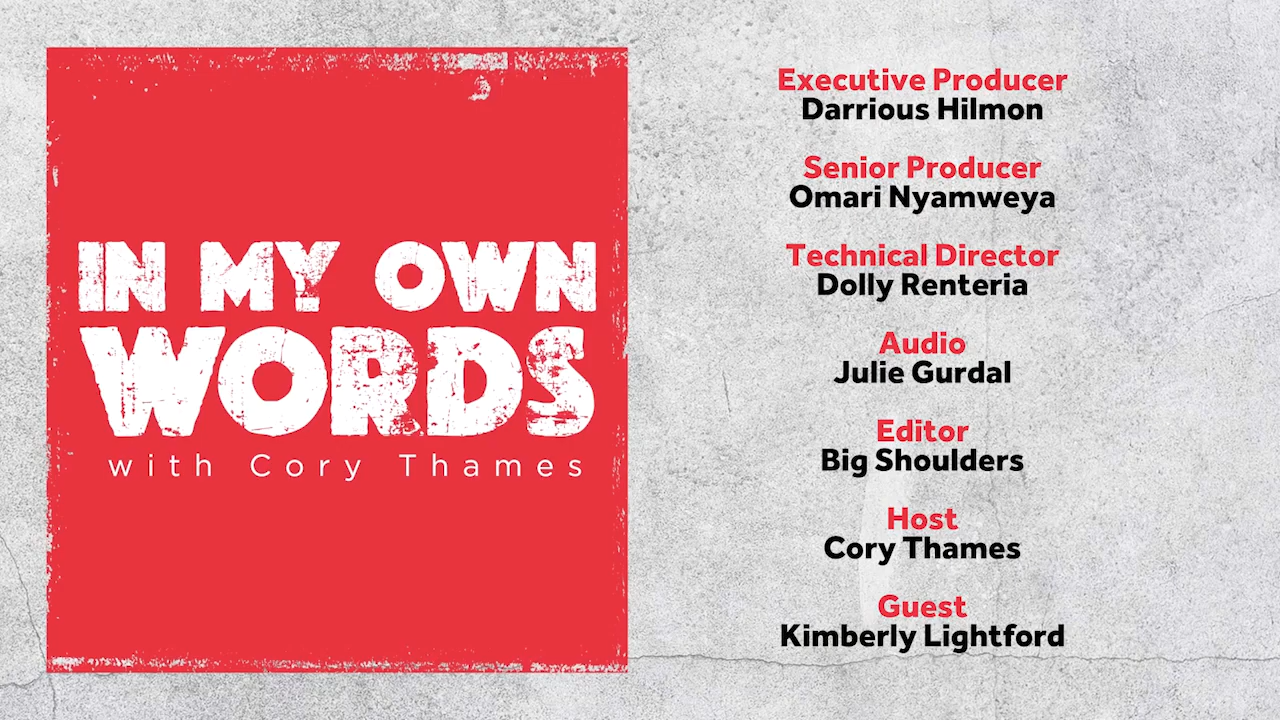 IN MY OWN
WORDS
with Cory Thames
Executive Producer
Darrious Hilmon
Senior Producer
Omari Nyamweya
Technical Director
Dolly Renteria
Audio
Julie Gurdal
Editor
Big Shoulders
Host
Cory Thames
Guest
Kimberly Lightford